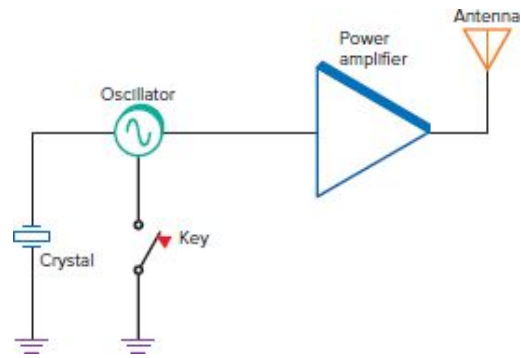 Antenna
Power
amplifier
Oscillator
Key
Crystal